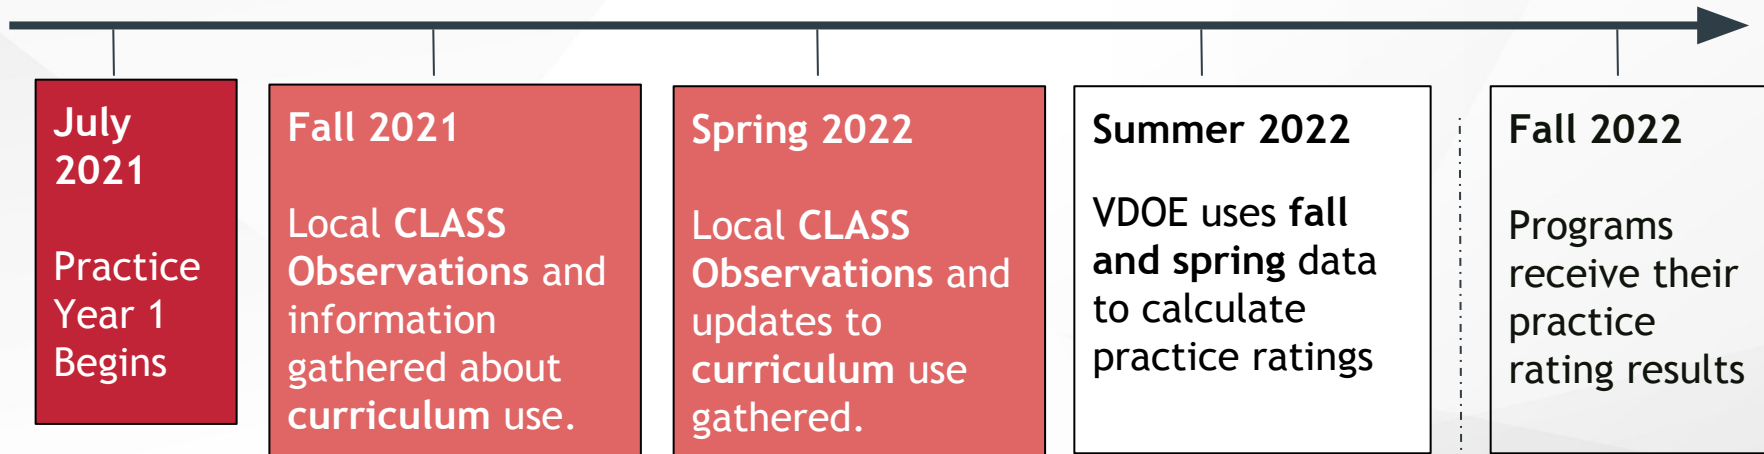 July
2021
Practice
Year 1
Begins
Fall 2021
Local CLASS
Observations and
information
gathered about
curriculum use.
Spring 2022
Local CLASS
Observations and
updates to
curriculum use
gathered.
Summer 2022
VDOE uses fall
and spring data
to calculate
practice ratings
Fall 2022
Programs
receive their
practice
rating results